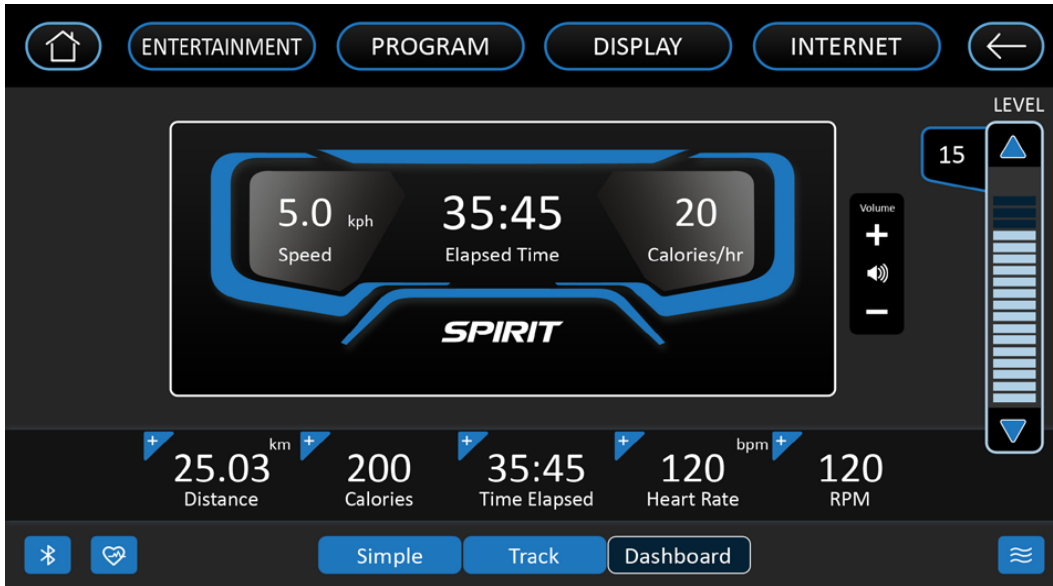 ENTERTAINMENT PROGRAM DISPLAY INTERNET
LEVEL
15
5.0 kph 35:45 20
Speed Elapsed Time Calories/hr
Volume
+
−
SPIRIT
+ km + + + bpm +
25.03 200 35:45 120 120
Distance Calories Time Elapsed Heart Rate RPM
Simple Track Dashboard